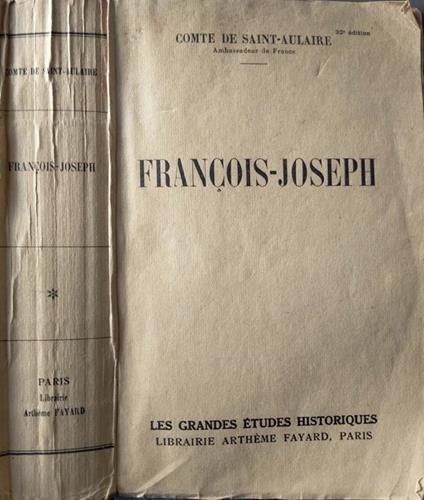 COMTE DE SAINT-AULAIRE
FRANÇOIS-JOSEPH
*
PARIS
Librairie
Arthème FAYARD
32e édition
COMTE DE SAINT-AULAIRE
Ambassadeur de France
FRANÇOIS-JOSEPH
LES GRANDES ÉTUDES HISTORIQUES
LIBRAIRIE ARTHÈME FAYARD, PARIS